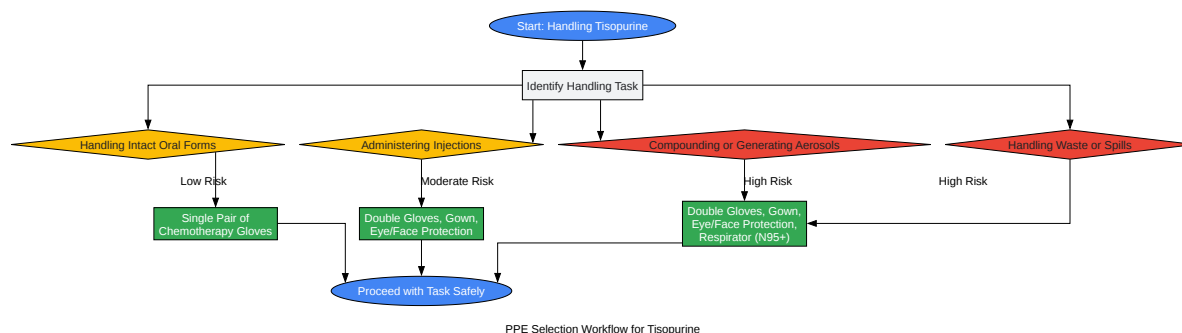 Start: Handling Tisopurine
Identify Handling Task
Handling Intact Oral Forms
Administering Injections
Compounding or Generating Aerosols
Handling Waste or Spills
Low Risk
Moderate Risk
High Risk
High Risk
Single Pair of
Chemotherapy Gloves
Double Gloves, Gown,
Eye/Face Protection
Double Gloves, Gown,
Eye/Face Protection,
Respirator (N95+)
Proceed with Task Safely
PPE Selection Workflow for Tisopurine